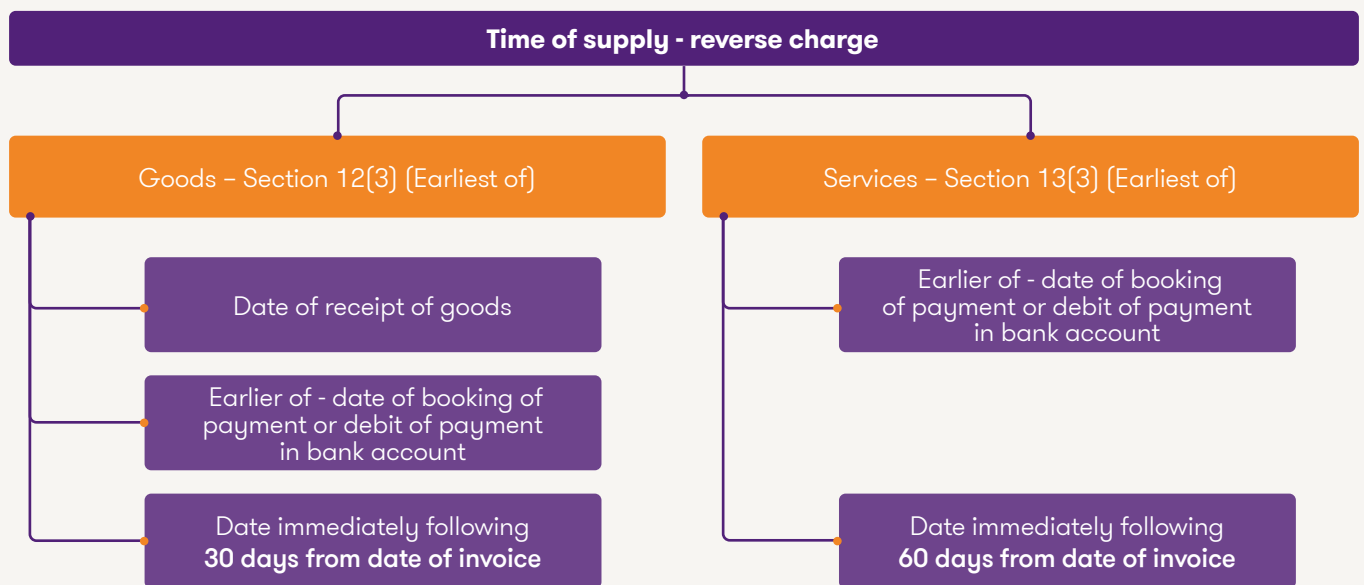 Time of supply - reverse charge
Goods – Section 12(3) (Earliest of)
Date of receipt of goods
Earlier of - date of booking of
payment or debit of payment
in bank account
Date immediately following
30 days from date of invoice
Services – Section 13(3) (Earliest of)
Earlier of - date of booking
of payment or debit of payment
in bank account
Date immediately following
60 days from date of invoice